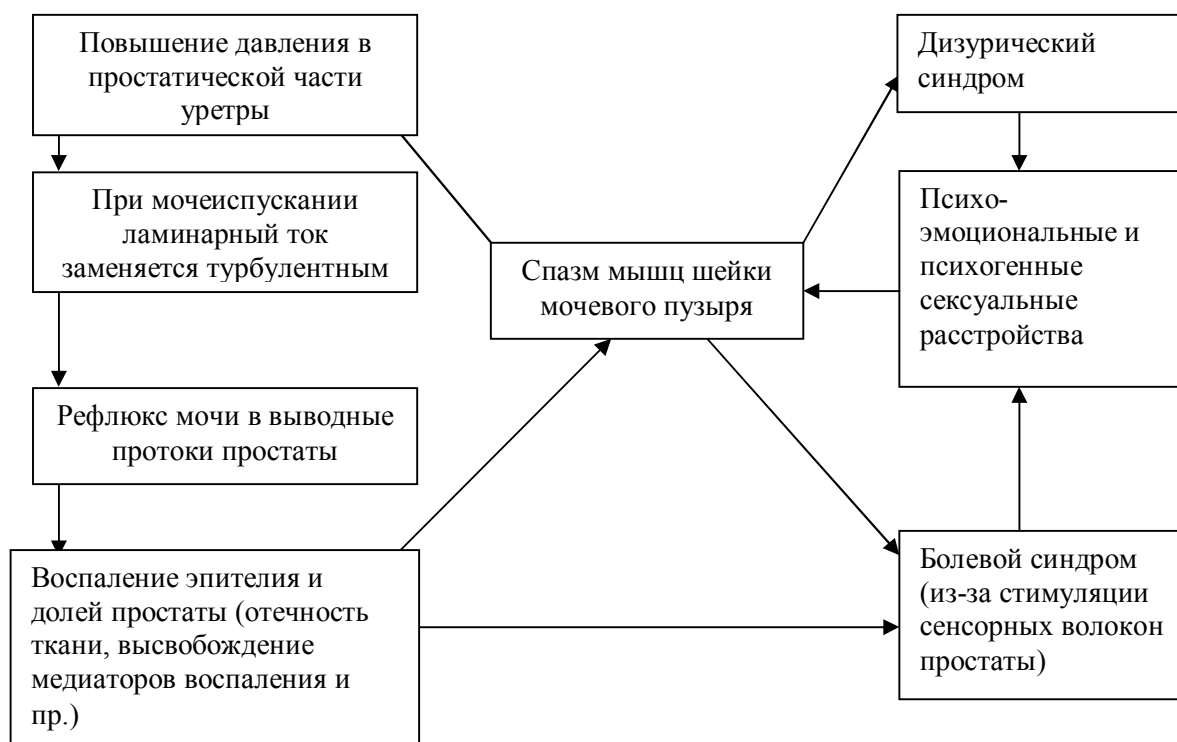 Повышение давления в
простатической части
уретры
При мочеиспускании
ламинарный ток
заменяется турбулентным
Рефлюкс мочи в выводные
протоки простаты
Воспаление эпителия и
долей простаты (отечность
ткани, высвобождение
медиаторов воспаления и
пр.)
Спазм мышц шейки
мочевого пузыря
Дизурический
синдром
Психо-
эмоциональные и
психогенные
сексуальные
расстройства
Болевой синдром
(из-за стимуляции
сенсорных волокон
простаты)